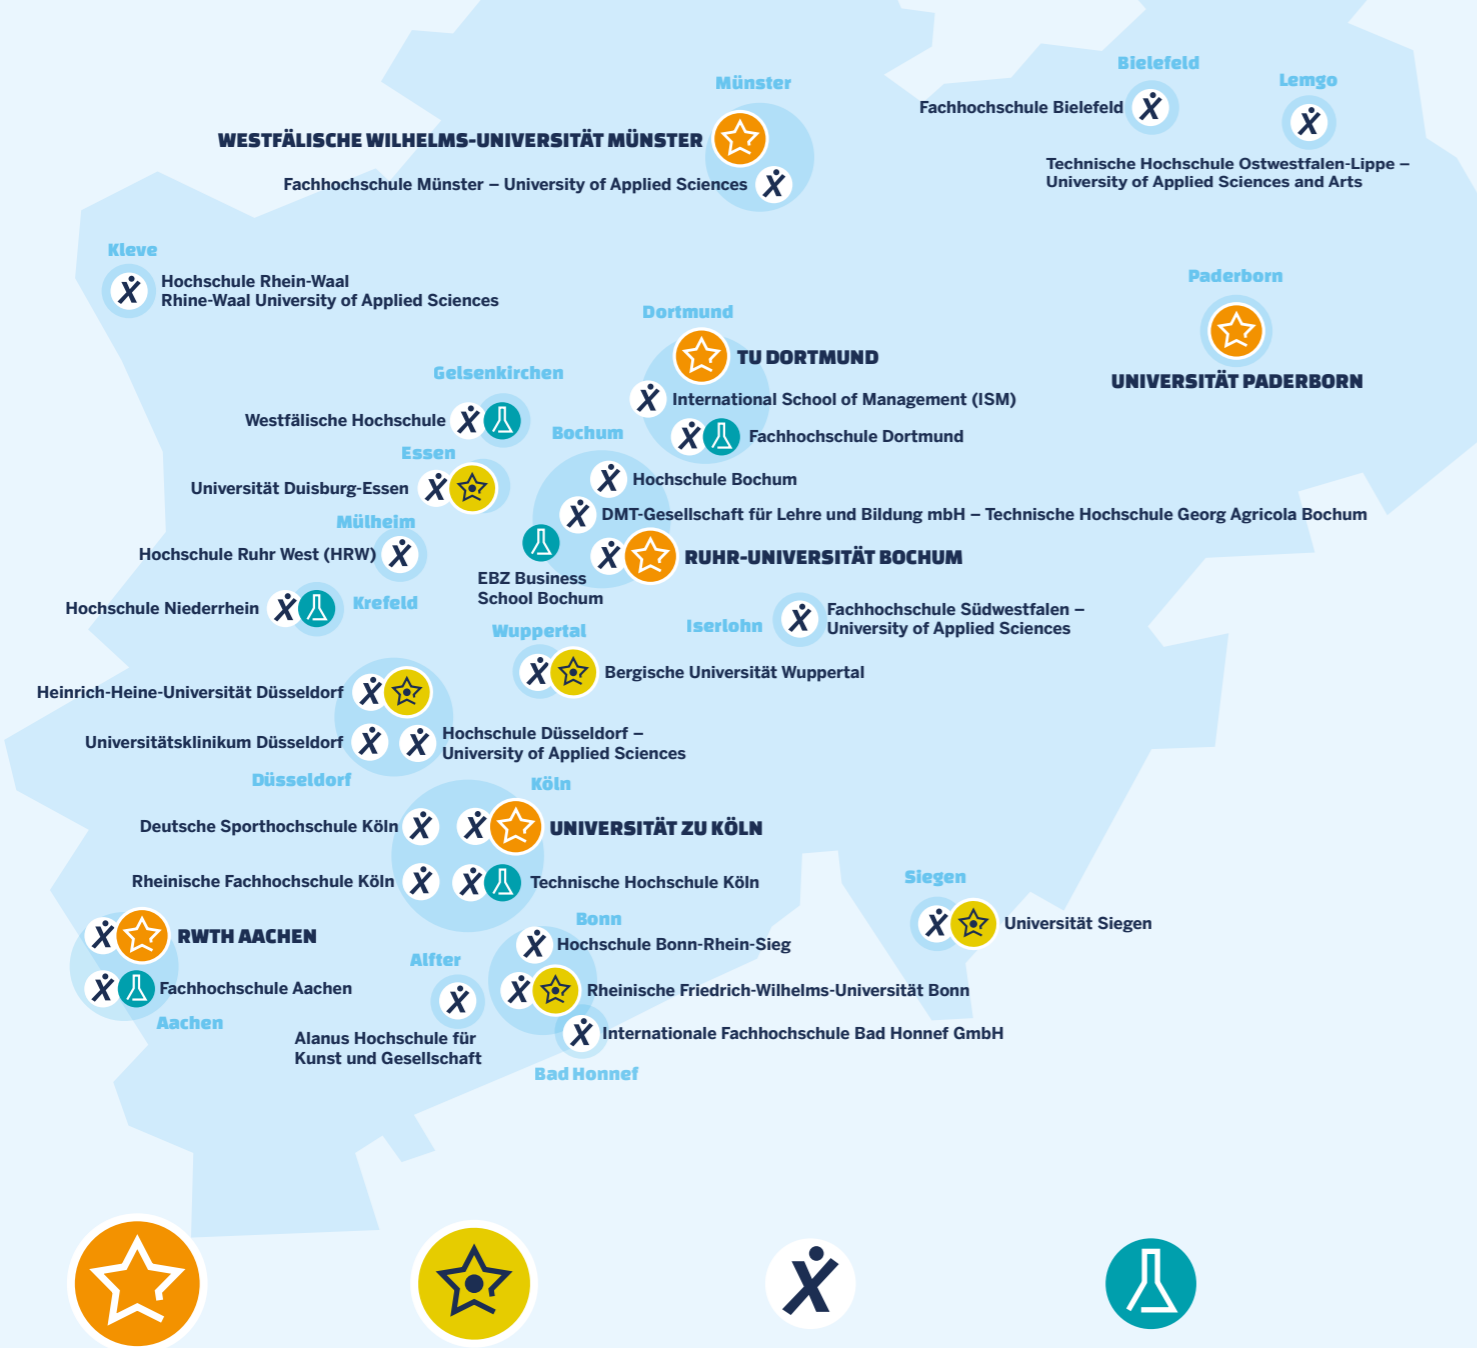 Münster
WESTFÄLISCHE WILHELMS-UNIVERSITÄT MÜNSTER
Fachhochschule Münster – University of Applied Sciences
Bielefeld
Fachhochschule Bielefeld
Lemgo
Technische Hochschule Ostwestfalen-Lippe –
University of Applied Sciences and Arts
Kleve
Hochschule Rhein-Waal
Rhine-Waal University of Applied Sciences
Paderborn
UNIVERSITÄT PADERBORN
Dortmund
TU DORTMUND
International School of Management (ISM)
Fachhochschule Dortmund
Gelsenkirchen
Westfälische Hochschule
Bochum
Hochschule Bochum
DMT-Gesellschaft für Lehre und Bildung mbH – Technische Hochschule Georg Agricola Bochum
RUHR-UNIVERSITÄT BOCHUM
EBZ Business
School Bochum
Essen
Universität Duisburg-Essen
Mülheim
Hochschule Ruhr West (HRW)
Hochschule Niederrhein
Krefeld
Iserlohn
Fachhochschule Südwestfalen –
University of Applied Sciences
Wuppertal
Bergische Universität Wuppertal
Heinrich-Heine-Universität Düsseldorf
Universitätsklinikum Düsseldorf
Hochschule Düsseldorf –
University of Applied Sciences
Düsseldorf
Köln
Deutsche Sporthochschule Köln
UNIVERSITÄT ZU KÖLN
Rheinische Fachhochschule Köln
Technische Hochschule Köln
Siegen
Universität Siegen
RWTH AACHEN
Fachhochschule Aachen
Aachen
Alfter
Alanus Hochschule für
Kunst und Gesellschaft
Bonn
Hochschule Bonn-Rhein-Sieg
Rheinische Friedrich-Wilhelms-Universität Bonn
Internationale Fachhochschule Bad Honnef GmbH
Bad Honnef